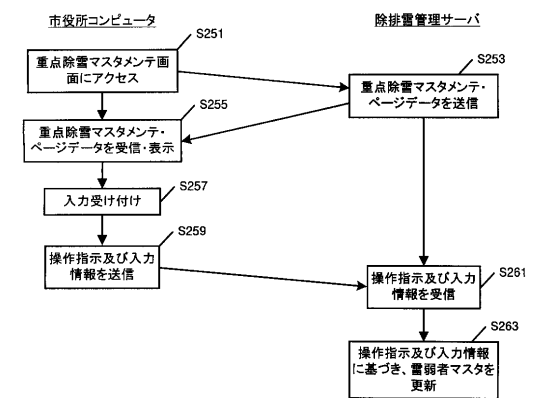 市役所コンピュータ
除排雪管理サーバ
S251
重点除雪マスタメンテ画
面にアクセス
S253
重点除雪マスタメンテ・
ページデータを送信
S255
重点除雪マスタメンテ・
ページデータを受信・表示
S257
入力受け付け
S259
操作指示及び入力
情報を送信
S261
操作指示及び入力
情報を受信
S263
操作指示及び入力情報
に基づき、雪弱者マスタを
更新